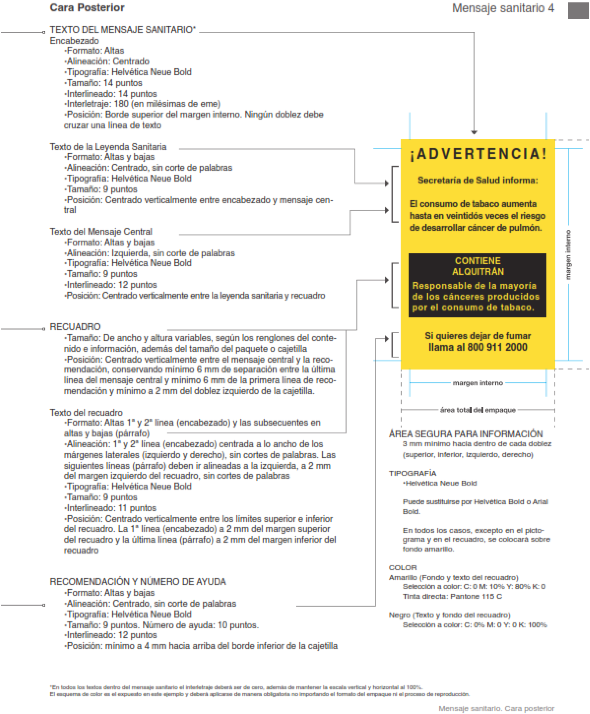 Cara Posterior
Mensaje sanitario 4
TEXTO DEL MENSAJE SANITARIO*
Encabezado
•Formato: Altas
•Alineación: Centrado
•Tipografía: Helvética Neue Bold
•Tamaño: 14 puntos
•Interlineado: 14 puntos
•Interletraje: 180 (en milésimas de eme)
•Posición: Borde superior del margen interno. Ningún doblez debe
cruzar una línea de texto
Texto de la Leyenda Sanitaria
•Formato: Altas y bajas
•Alineación: Centrado, sin corte de palabras
•Tipografía: Helvética Neue Bold
•Tamaño: 9 puntos
•Posición: Centrado verticalmente entre encabezado y mensaje cen-
tral
Texto del Mensaje Central
•Formato: Altas y bajas
•Alineación: Izquierda, sin corte de palabras
•Tipografía: Helvética Neue Bold
•Tamaño: 9 puntos
•Interlineado: 12 puntos
•Posición: Centrado verticalmente entre la leyenda sanitaria y recuadro
RECUADRO
•Tamaño: De ancho y altura variables, según los renglones del conte-
nido e información, además del tamaño del paquete o cajetilla
•Posición: Centrado verticalmente entre el mensaje central y la reco-
mendación, conservando mínimo 6 mm de separación entre la última
línea del mensaje central y mínimo 6 mm de la primera línea de reco-
mendación y mínimo a 2 mm del doblez izquierdo de la cajetilla.
Texto del recuadro
•Formato: Altas 1ª y 2ª línea (encabezado) y las subsecuentes en
altas y bajas (párrafo)
•Alineación: 1ª y 2ª línea (encabezado) centrada a lo ancho de los
márgenes laterales (izquierdo y derecho), sin corte de palabras. Las
siguientes líneas (párrafo) deben ir alineadas a la izquierda, a 2 mm
del margen izquierdo del recuadro, sin corte de palabras
•Tipografía: Helvética Neue Bold
•Tamaño: 9 puntos
•Interlineado: 11 puntos
•Posición: Centrado verticalmente entre los límites superior e inferior
del recuadro. La 1ª línea (encabezado) a 2 mm del margen superior
del recuadro y la última línea (párrafo) a 2 mm del margen inferior del
recuadro
RECOMENDACIÓN Y NÚMERO DE AYUDA
•Formato: Altas y bajas
•Alineación: Centrado, sin corte de palabras
•Tipografía: Helvética Neue Bold
•Tamaño: 9 puntos. Número de ayuda: 10 puntos.
•Interlineado: 12 puntos
•Posición: mínimo a 4 mm hacia arriba del borde inferior de la cajetilla
¡ADVERTENCIA!
Secretaría de Salud informa:
El consumo de tabaco aumenta
hasta en veintidós veces el riesgo
de desarrollar cáncer de pulmón.
CONTIENE
ALQUITRÁN
Responsable de la mayoría
de los cánceres producidos
por el consumo de tabaco.
Si quieres dejar de fumar
llama al 800 911 2000
margen interno
margen interno
área total del empaque
ÁREA SEGURA PARA INFORMACIÓN
3 mm mínimo hacia dentro de cada doblez
(superior, inferior, izquierdo, derecho)
TIPOGRAFÍA
•Helvética Neue Bold
Puede sustituirse por Helvética Bold o Arial
Bold.
En todos los casos, excepto en el picto-
grama y en el recuadro, se colocará sobre
fondo amarillo.
COLOR
Amarillo (Fondo y texto del recuadro)
Selección a color: C: 0 M: 10% Y: 80% K: 0
Tinta directa: Pantone 115 C
Negro (Texto y fondo del recuadro)
Selección a color: C: 0% M: 0 Y: 0 K: 100%
*En todos los textos dentro del mensaje sanitario el interletraje deberá ser de cero, además de mantener la escala vertical y horizontal al 100%.
El esquema de color es el expuesto en este ejemplo y deberá aplicarse de manera obligatoria no importando el formato del empaque ni el proceso de reproducción.
Mensaje sanitario. Cara posterior